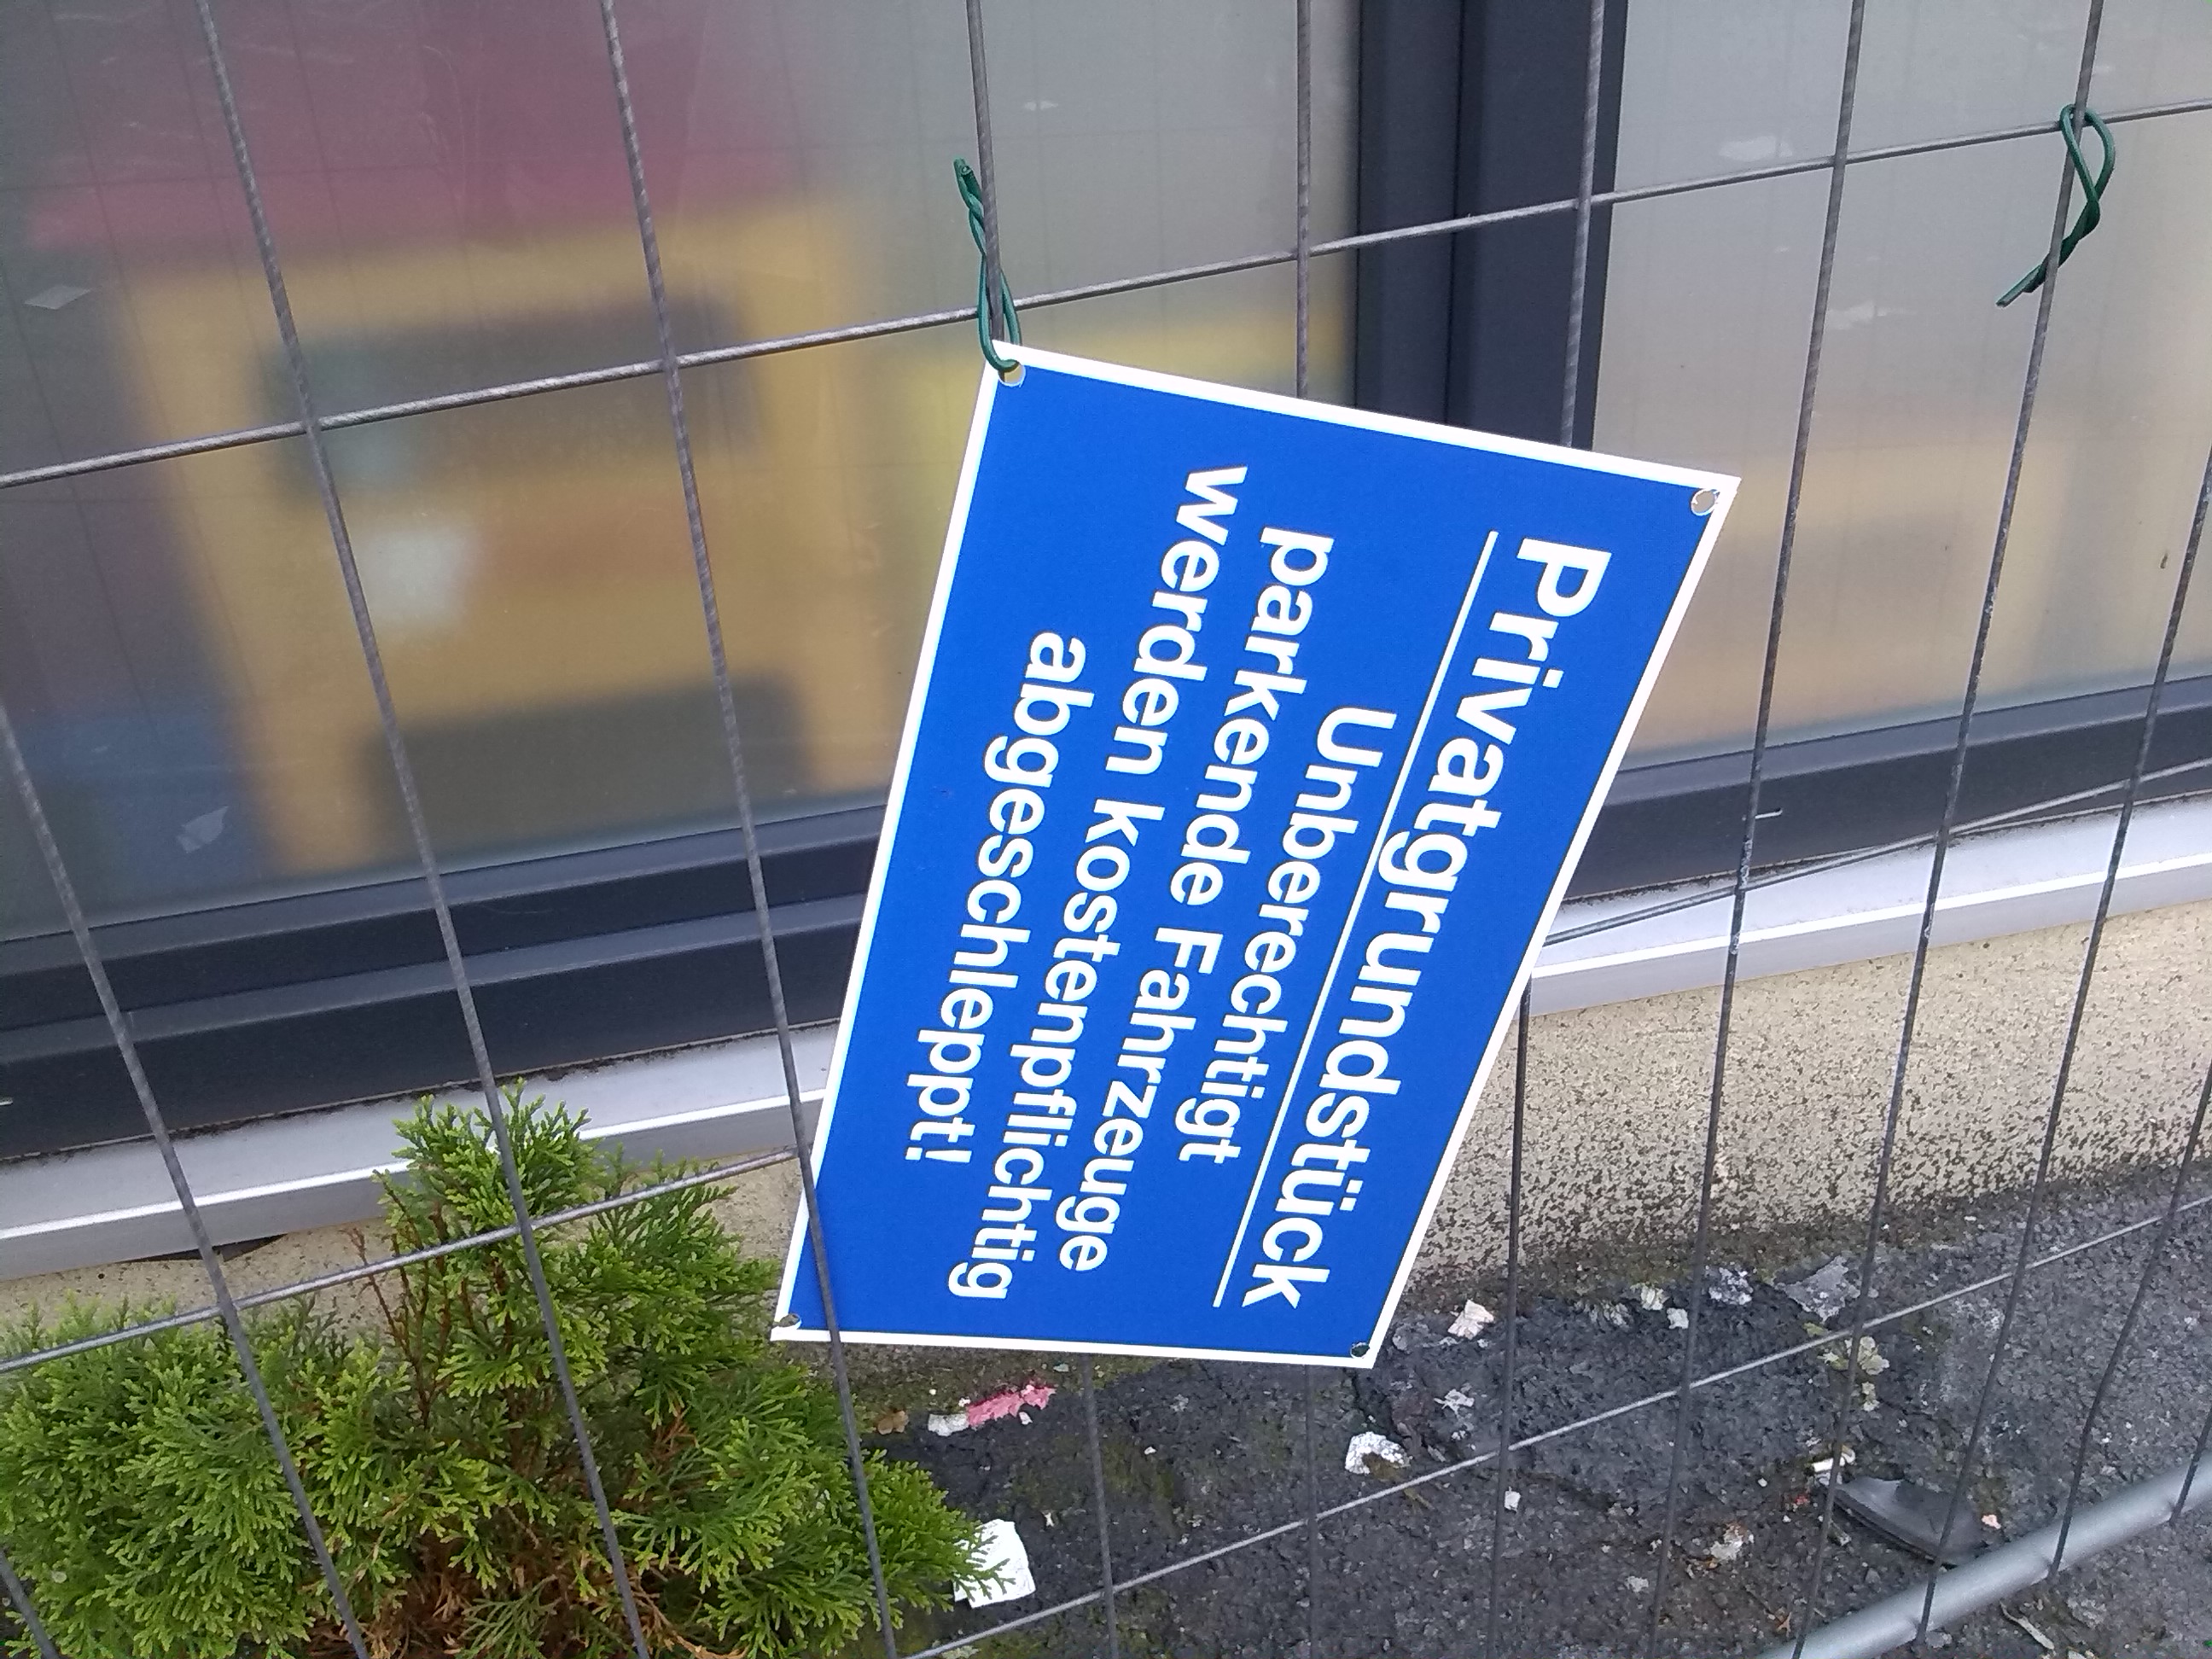 Privatgrundstück
Unberechtigt
parkende Fahrzeuge
werden kostenpflichtig
abgeschleppt!